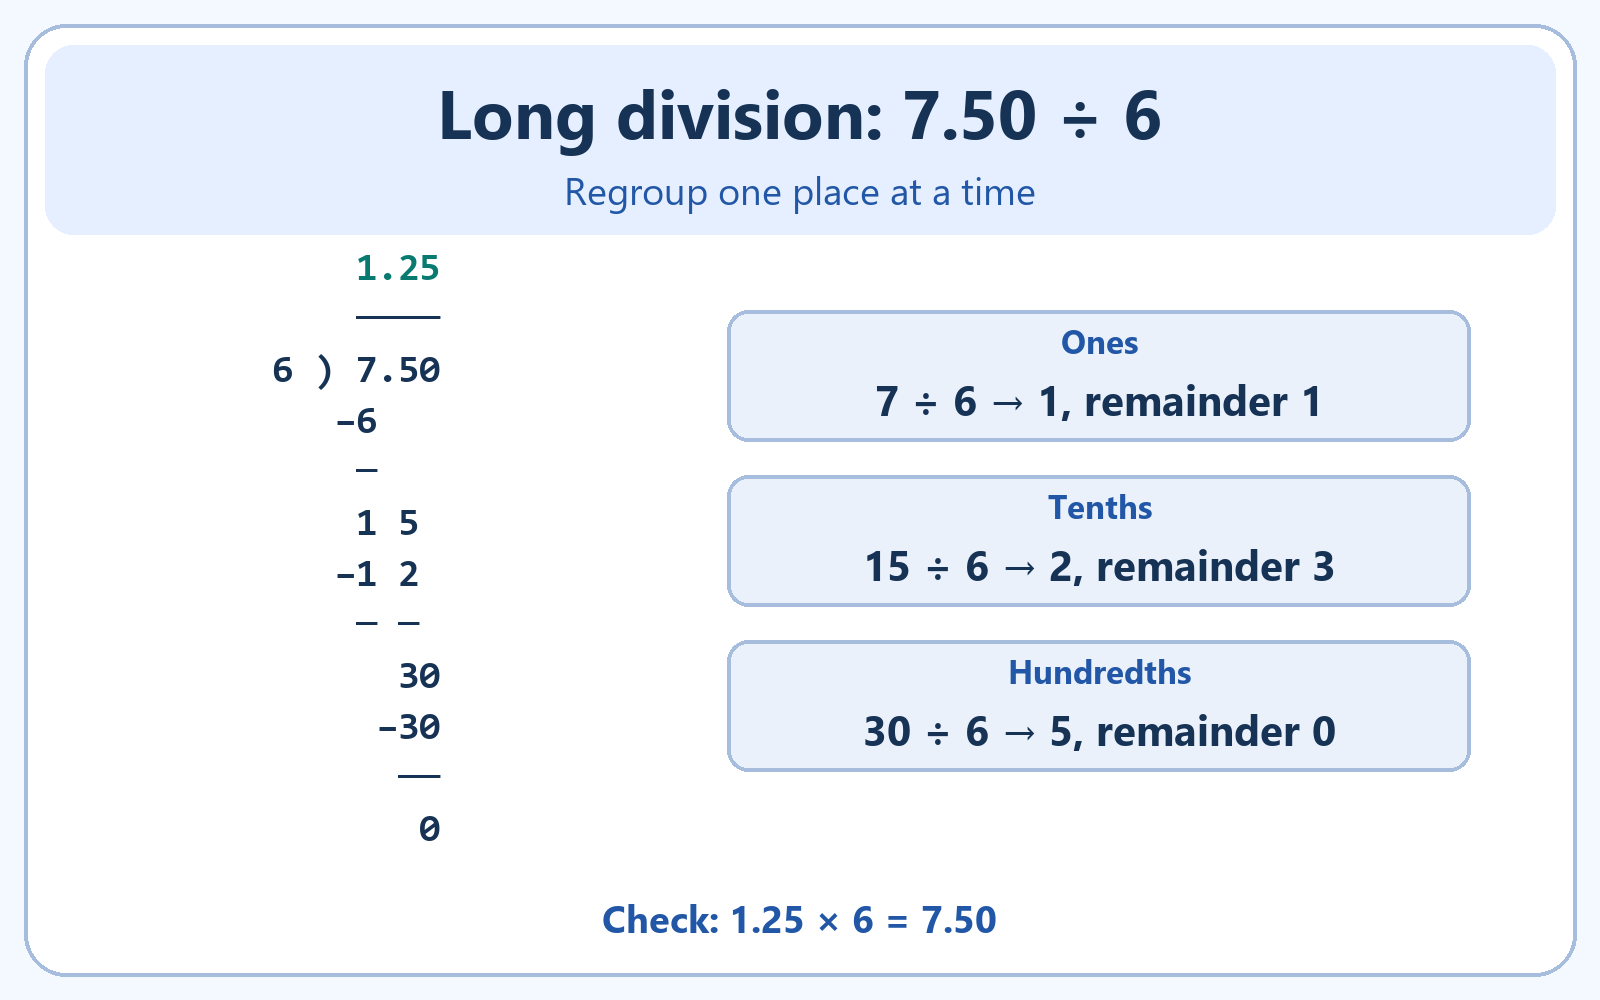 Long division: 7.50 ÷ 6
Regroup one place at a time
1.25
6 ) 7.50
−6
1 5
−1 2
30
−30
0
Ones
7 ÷ 6 → 1, remainder 1
Tenths
15 ÷ 6 → 2, remainder 3
Hundredths
30 ÷ 6 → 5, remainder 0
Check: 1.25 × 6 = 7.50